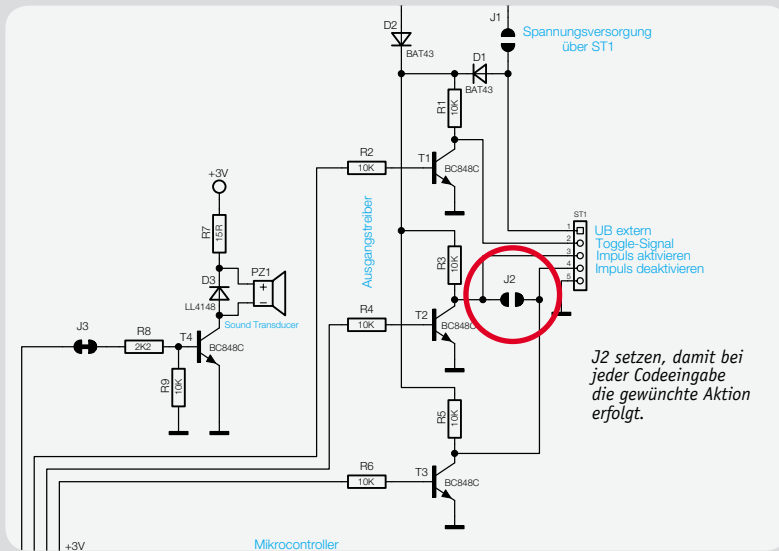 D2
BAT43
J1
Spannungsversorgung
über ST1
D1
BAT43
R1
10K
R2
10K
T1
BC848C
+3V
R7
15R
D3
LL4148
PZ1
Sound Transducer
Ausgangstreiber
ST1
1
2
3
4
5
UB extern
Toggle-Signal
Impuls aktivieren
Impuls deaktivieren
R3
10K
J2
R4
10K
T2
BC848C
J3
R8
2K2
T4
BC848C
R9
10K
J2 setzen, damit bei
jeder Codeeingabe
die gewünchte Aktion
erfolgt.
R5
10K
R6
10K
T3
BC848C
+3V
Mikrocontroller